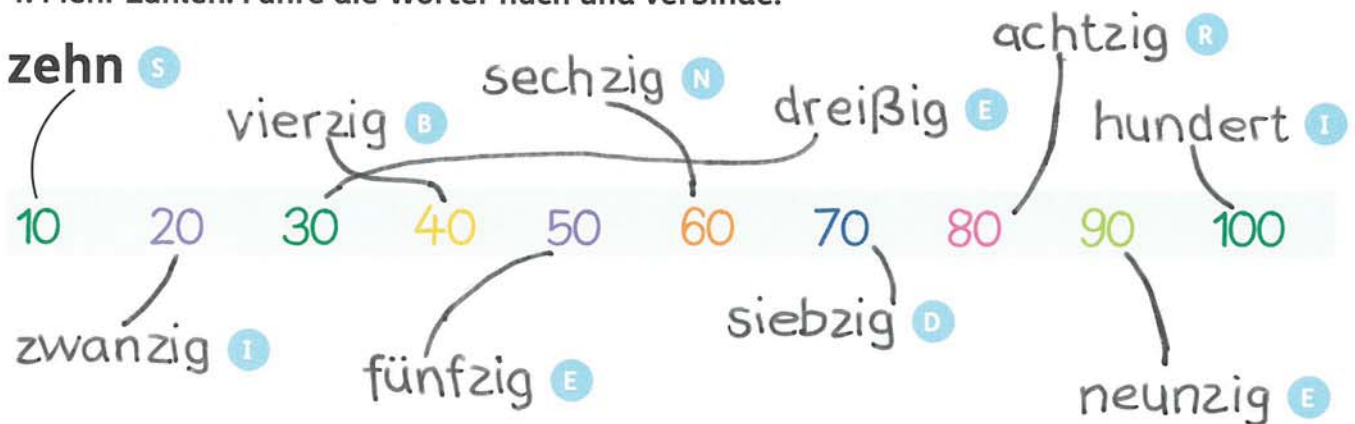 zehn S
vierzig B
sechzig N
dreißig E
achtzig R
hundert I
10 20 30 40 50 60 70 80 90 100
zwanzig I
fünfzig E
siebzig D
neunzig E